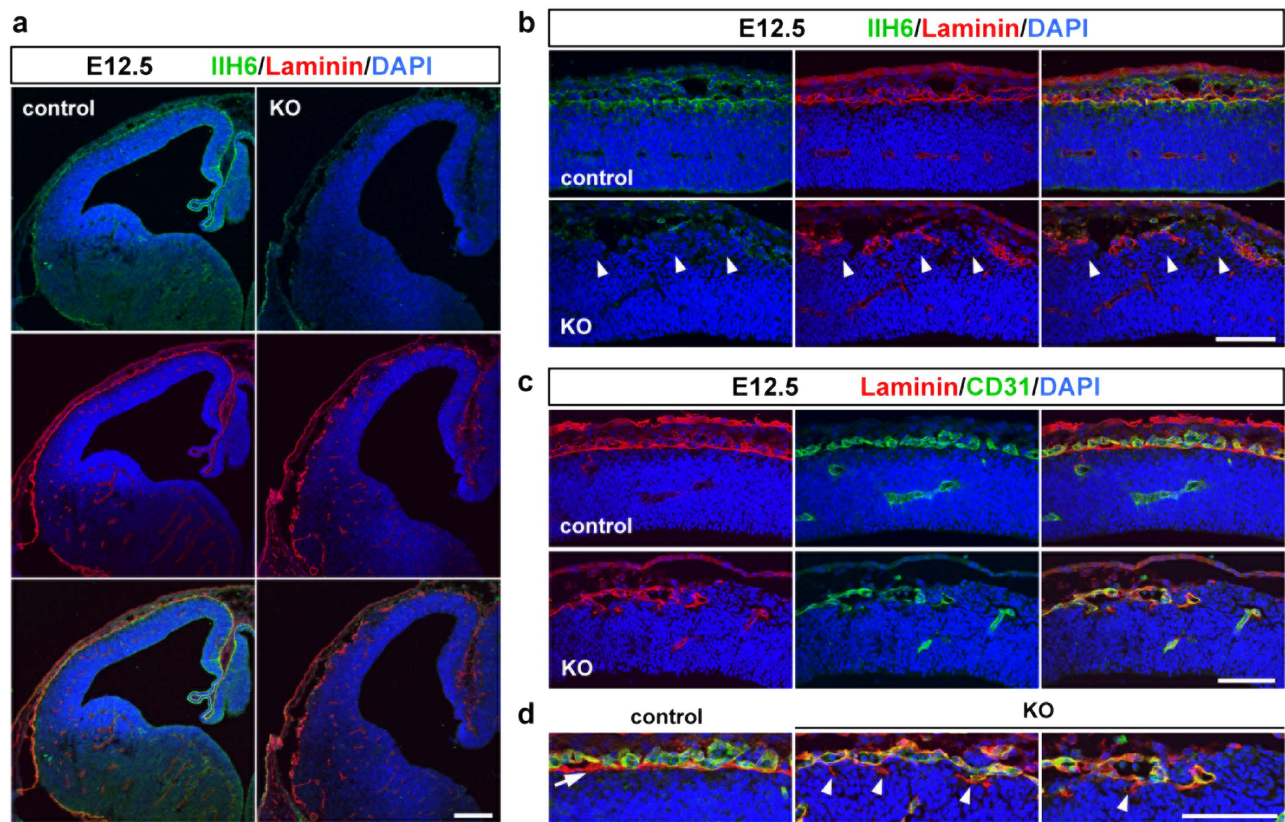 a
E12.5 IIH6/Laminin/DAPI
control KO
b
E12.5 IIH6/Laminin/DAPI
control
KO
c
E12.5 Laminin/CD31/DAPI
control
KO
d
control KO